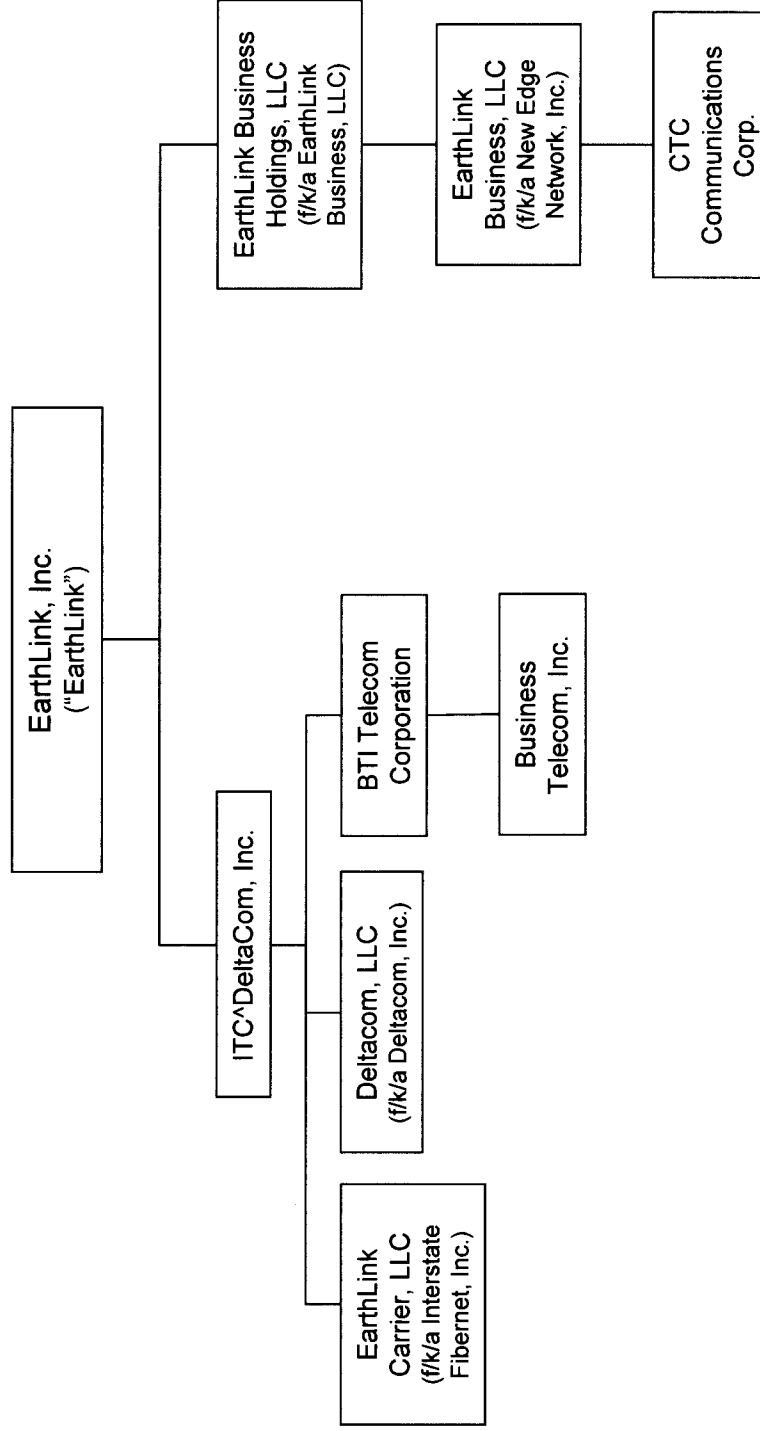 EarthLink, Inc.
("EarthLink")
ITC^DeltaCom, Inc.
EarthLink Business
Holdings, LLC
(f/k/a EarthLink
Business, LLC)
EarthLink
Carrier, LLC
(f/k/a Interstate
Fibernet, Inc.)
Deltacom, LLC
(f/k/a Deltacom, Inc.)
BTI Telecom
Corporation
EarthLink
Business, LLC
(f/k/a New Edge
Network, Inc.)
Business
Telecom, Inc.
CTC
Communications
Corp.